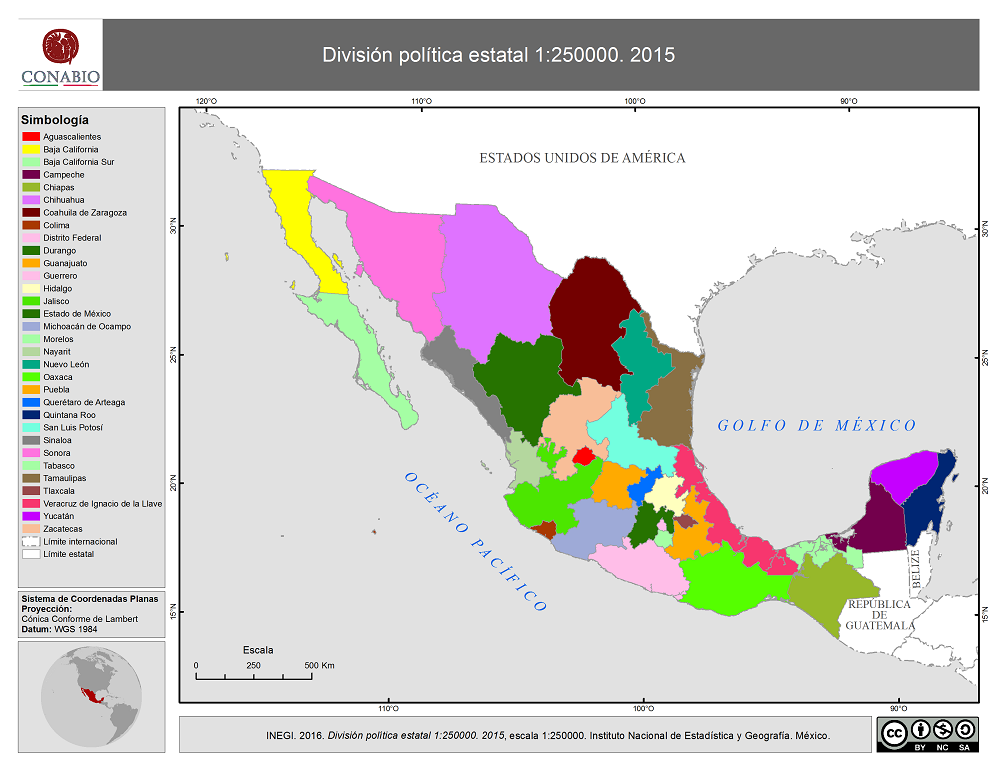 CONABIO
División política estatal 1:250000. 2015
Simbología
Aguascalientes
Baja California
Baja California Sur
Campeche
Chiapas
Chihuahua
Coahuila de Zaragoza
Colima
Distrito Federal
Durango
Guanajuato
Guerrero
Hidalgo
Jalisco
Estado de México
Michoacán de Ocampo
Morelos
Nayarit
Nuevo León
Oaxaca
Puebla
Querétaro de Arteaga
Quintana Roo
San Luis Potosí
Sinaloa
Sonora
Tabasco
Tamaulipas
Tlaxcala
Veracruz de Ignacio de la Llave
Yucatán
Zacatecas
Límite internacional
Límite estatal
Sistema de Coordenadas Planas
Proyección:
Cónica Conforme de Lambert
Datum: WGS 1984
120°O 110°O 100°O 90°O
ESTADOS UNIDOS DE AMÉRICA
30°N 30°N
25°N 25°N
GOLFO DE MÉXICO
20°N 20°N
OCÉANO PACÍFICO
BELIZE
REPÚBLICA
DE
GUATEMALA
15°N 15°N
Escala
0 250 500 Km
110°O 100°O 90°O
INEGI. 2016. División política estatal 1:250000. 2015, escala 1:250000. Instituto Nacional de Estadística y Geografía. México.
cc
BY NC SA